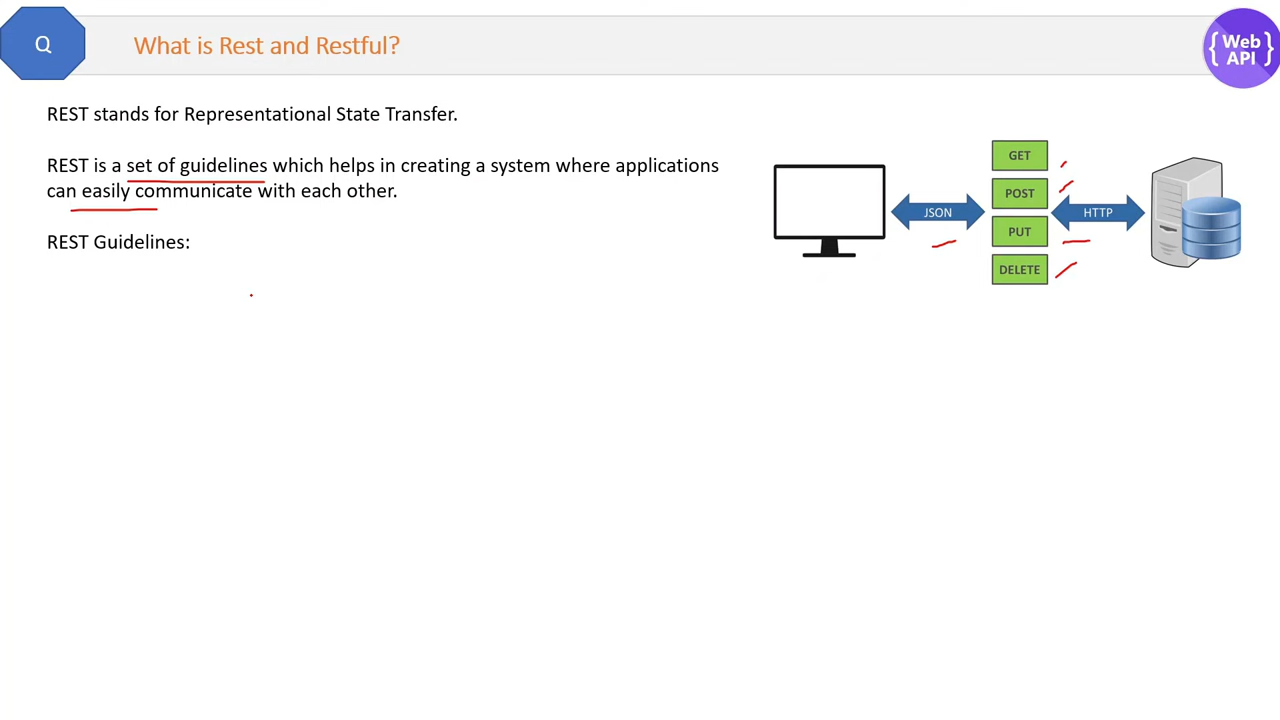 Q
What is Rest and Restful?
{Web API}
REST stands for Representational State Transfer.
REST is a set of guidelines which helps in creating a system where applications
can easily communicate with each other.
REST Guidelines:
GET
POST
JSON
HTTP
PUT
DELETE